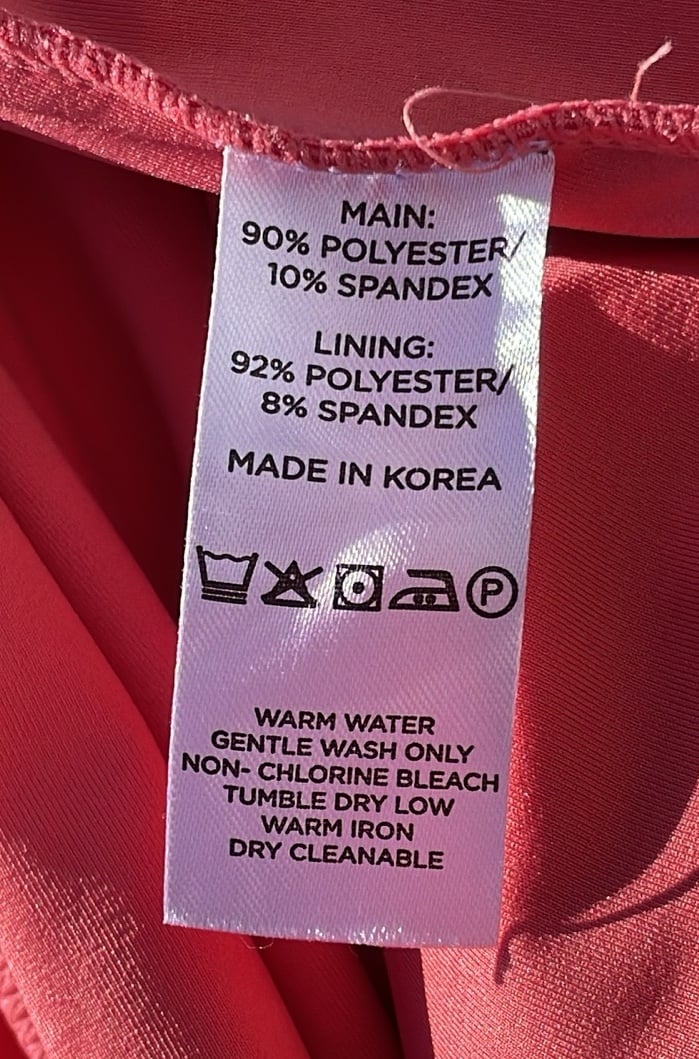 MAIN:
90% POLYESTER/
10% SPANDEX
LINING:
92% POLYESTER/
8% SPANDEX
MADE IN KOREA
P
WARM WATER
GENTLE WASH ONLY
NON- CHLORINE BLEACH
TUMBLE DRY LOW
WARM IRON
DRY CLEANABLE